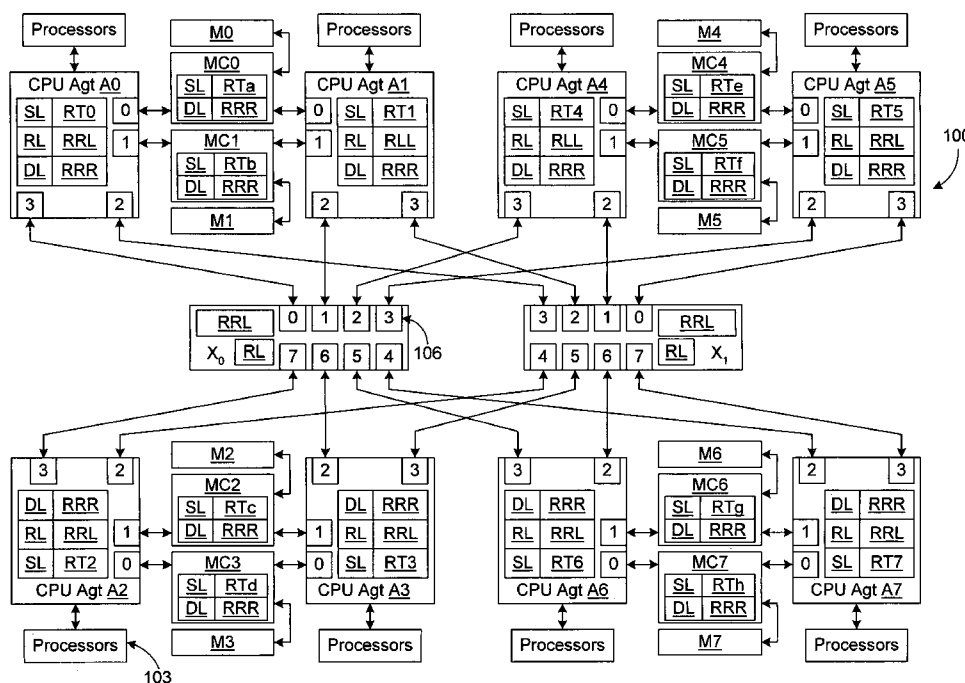 Processors
M0
Processors
Processors
M4
Processors
CPU Agt A0
SL RT0 0
RL RRL 1
DL RRR
3 2
MC0
SL RTa
DL RRR
MC1
SL RTb
DL RRR
M1
CPU Agt A1
0 SL RT1
1 RL RLL
DL RRR
2 3
CPU Agt A4
SL RT4 0
RL RLL 1
DL RRR
3 2
MC4
SL RTe
DL RRR
MC5
SL RTf
DL RRR
M5
CPU Agt A5
0 SL RT5
1 RL RRL
DL RRR
2 3
100
0 1 2 3
RRL
X0 RL
7 6 5 4
106
3 2 1 0
RRL
RL X1
4 5 6 7
3 2
DL RRR
RL RRL 1
SL RT2 0
CPU Agt A2
Processors
103
M2
MC2
SL RTc
DL RRR
MC3
SL RTd
DL RRR
M3
2 3
DL RRR
1 RL RRL
0 SL RT3
CPU Agt A3
Processors
3 2
DL RRR
RL RRL 1
SL RT6 0
CPU Agt A6
Processors
M6
MC6
SL RTg
DL RRR
MC7
SL RTh
DL RRR
M7
2 3
DL RRR
1 RL RRL
0 SL RT7
CPU Agt A7
Processors